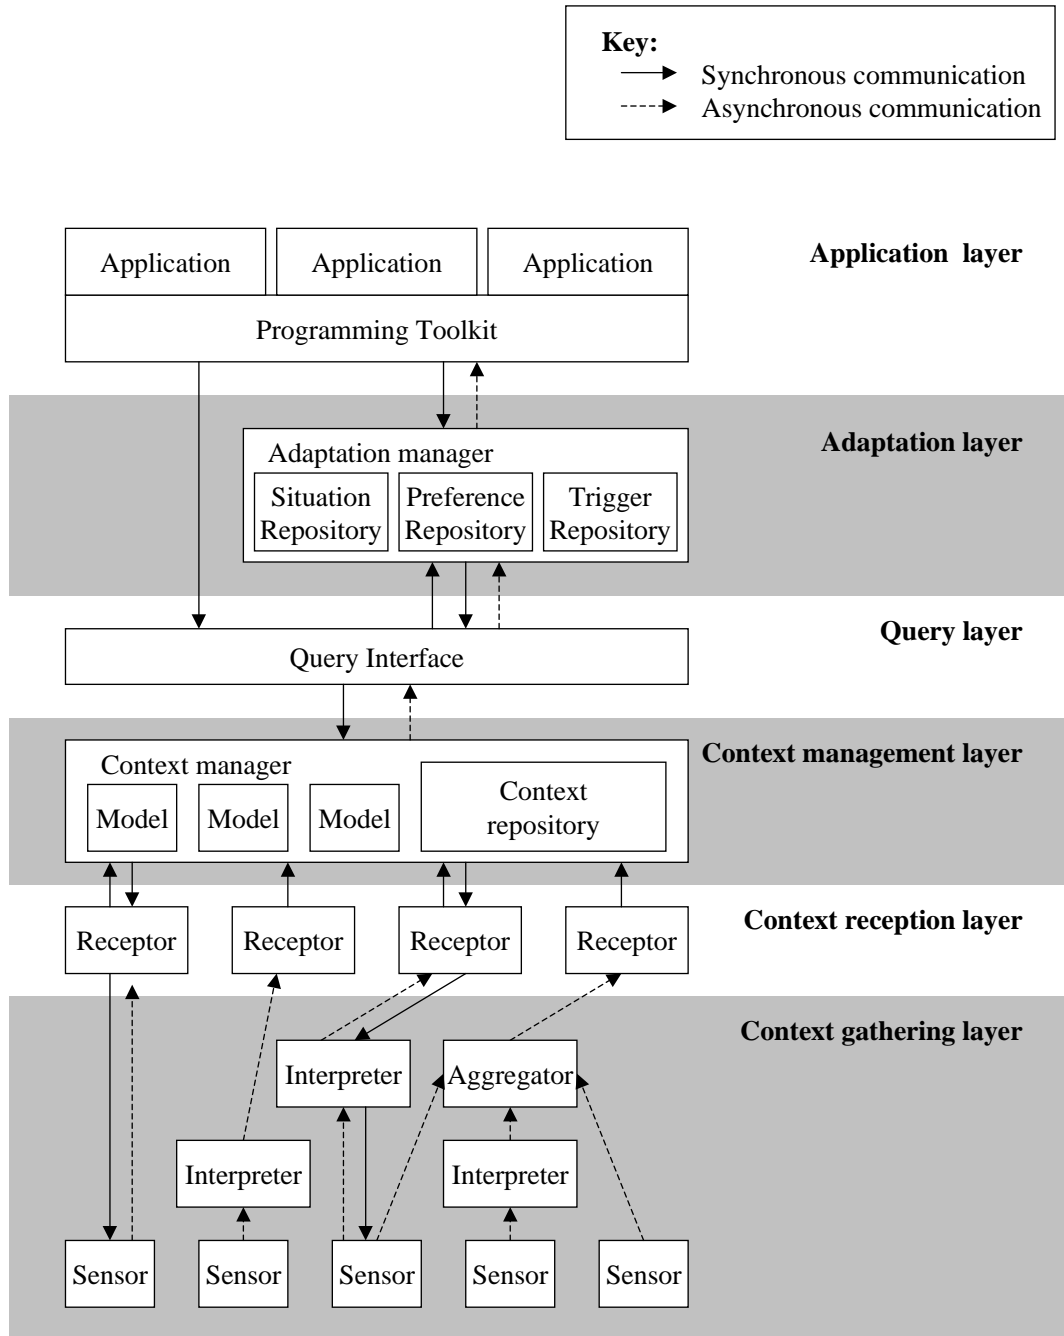 Key:
Synchronous communication
Asynchronous communication
Application layer
Application Application Application
Programming Toolkit
Adaptation layer
Adaptation manager
Situation Repository
Preference Repository
Trigger Repository
Query layer
Query Interface
Context management layer
Context manager
Model Model Model
Context repository
Context reception layer
Receptor Receptor Receptor Receptor
Context gathering layer
Interpreter Aggregator
Interpreter Interpreter
Sensor Sensor Sensor Sensor Sensor